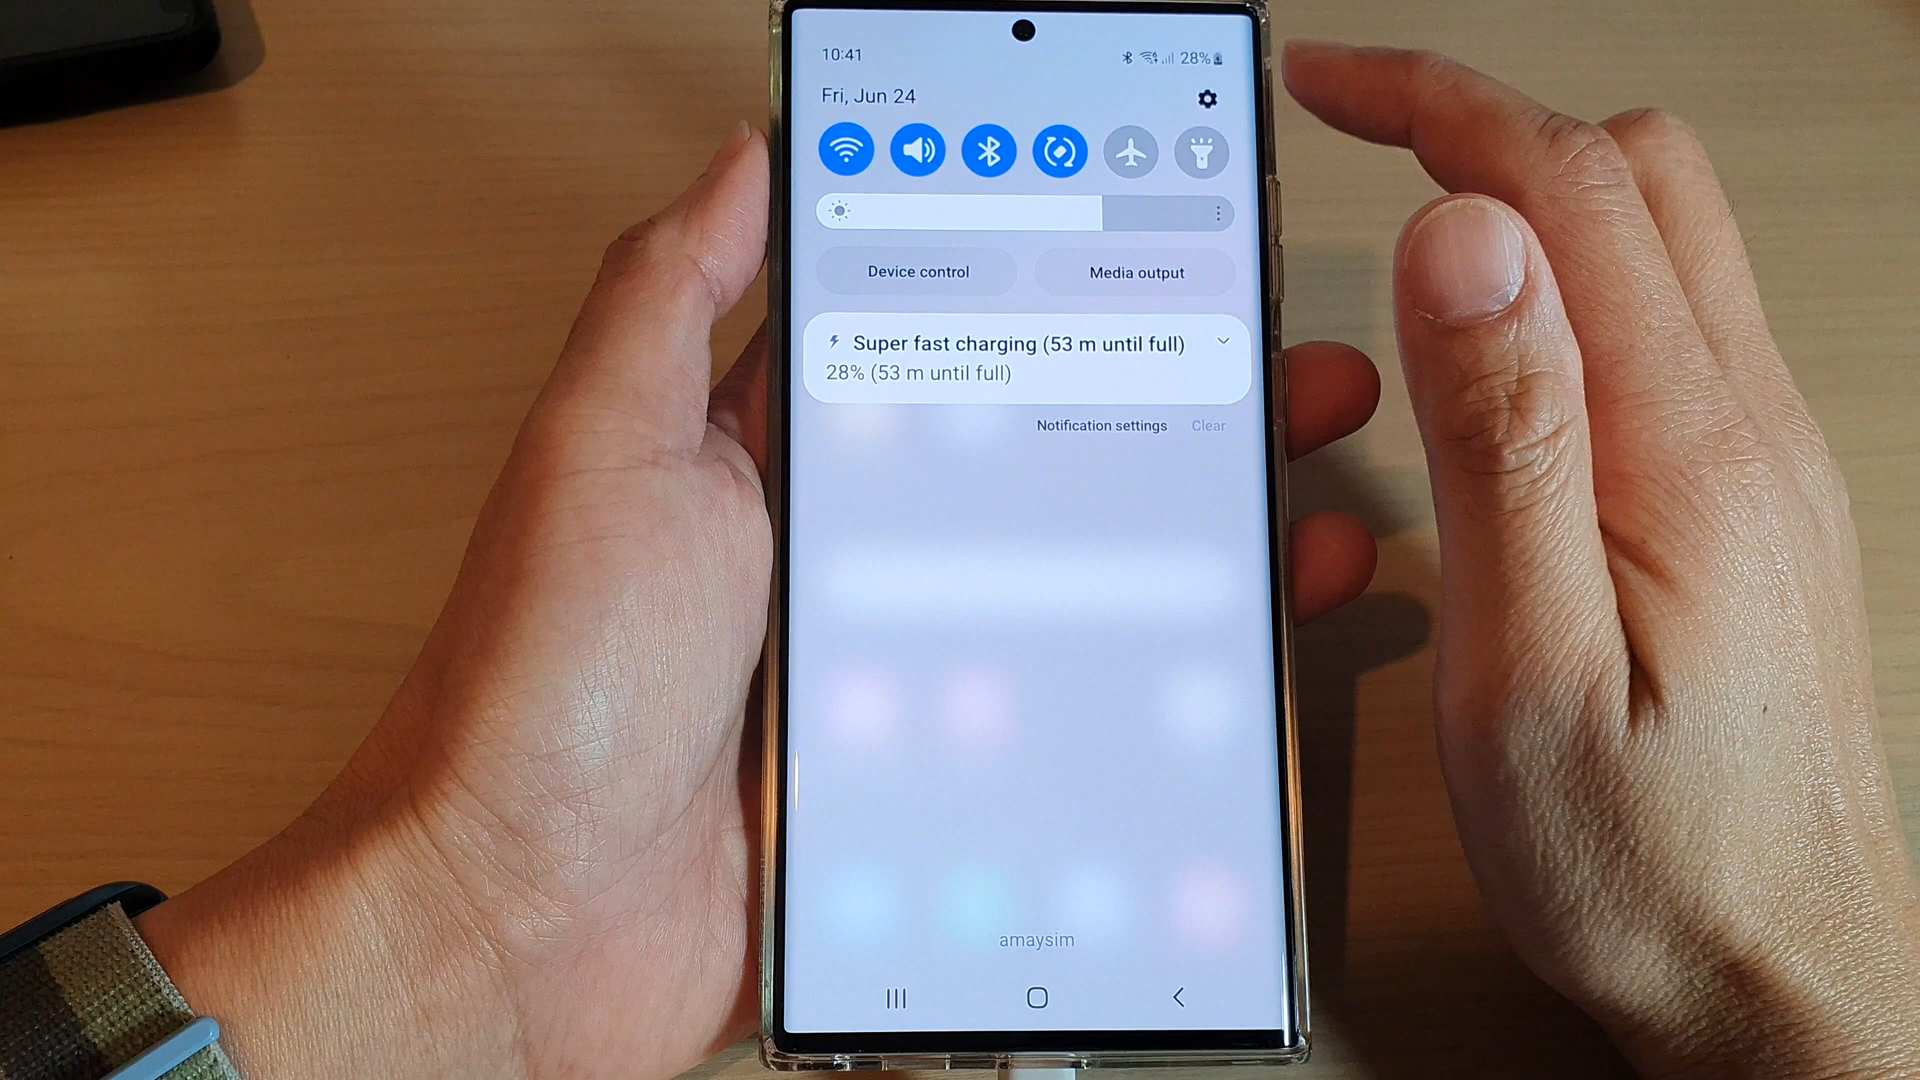 10:41
28%
Fri, Jun 24
Device control
Media output
Super fast charging (53 m until full)
28% (53 m until full)
Notification settings
Clear
amaysim